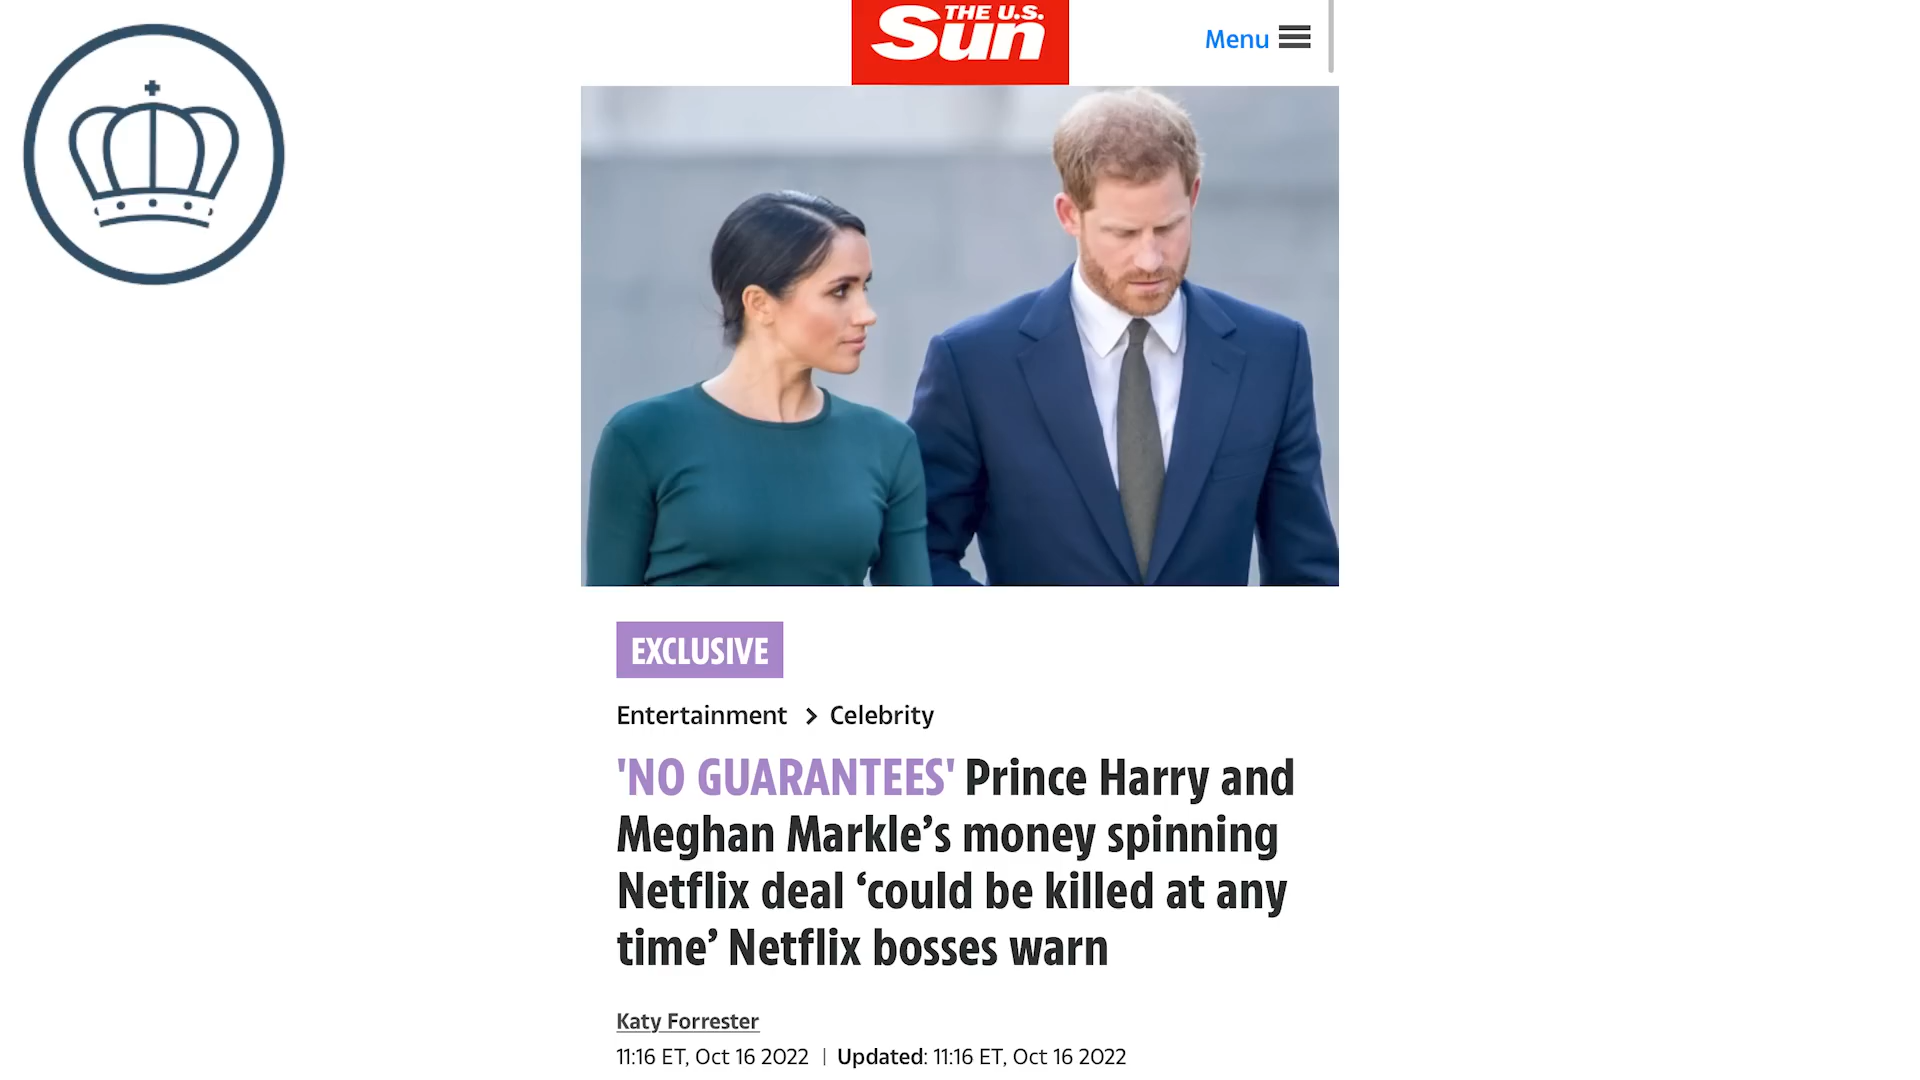 THE U.S.
Sun
Menu
EXCLUSIVE
Entertainment > Celebrity
'NO GUARANTEES' Prince Harry and
Meghan Markle’s money spinning
Netflix deal ‘could be killed at any
time’ Netflix bosses warn
Katy Forrester
11:16 ET, Oct 16 2022 | Updated: 11:16 ET, Oct 16 2022